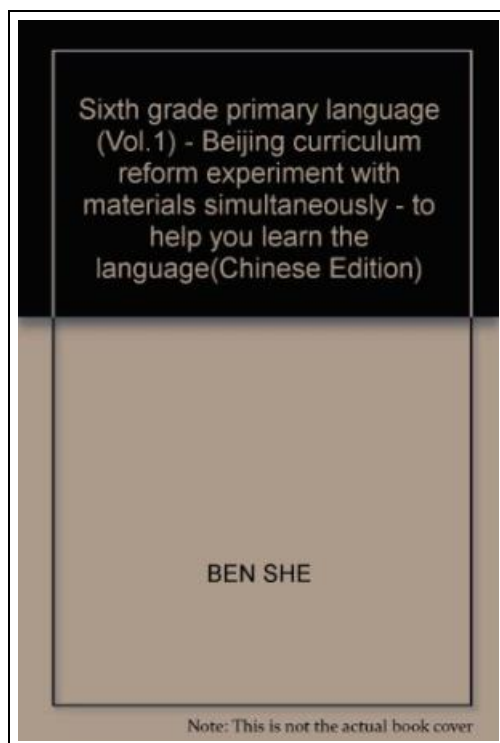 Sixth grade primary language
(Vol.1) - Beijing curriculum
reform experiment with
materials simultaneously - to
help you learn the
language(Chinese Edition)
BEN SHE
Note: This is not the actual book cover